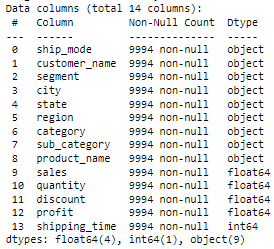 Data columns (total 14 columns):
 #   Column         Non-Null Count  Dtype
---  ------         --------------  -----
 0   ship_mode      9994 non-null   object
 1   customer_name  9994 non-null   object
 2   segment        9994 non-null   object
 3   city           9994 non-null   object
 4   state          9994 non-null   object
 5   region         9994 non-null   object
 6   category       9994 non-null   object
 7   sub_category   9994 non-null   object
 8   product_name   9994 non-null   object
 9   sales          9994 non-null   float64
 10  quantity       9994 non-null   float64
 11  discount       9994 non-null   float64
 12  profit         9994 non-null   float64
 13  shipping_time  9994 non-null   int64
dtypes: float64(4), int64(1), object(9)